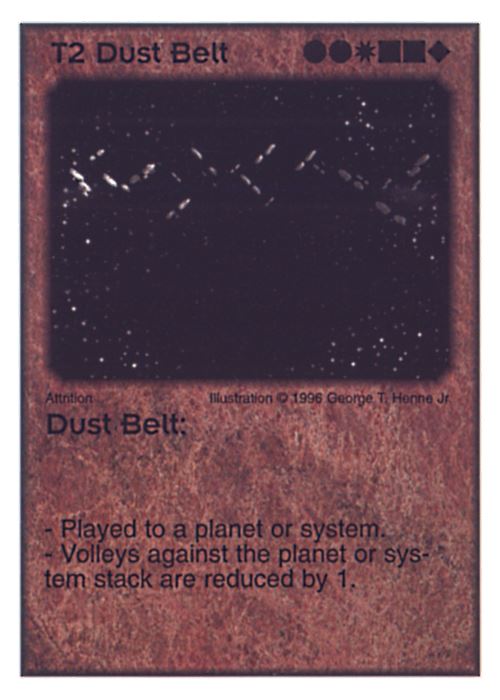 T2 Dust Belt
Attrition
Illustration © 1996 George T. Henne Jr.
Dust Belt:
- Played to a planet or system.
- Volleys against the planet or sys-
tem stack are reduced by 1.